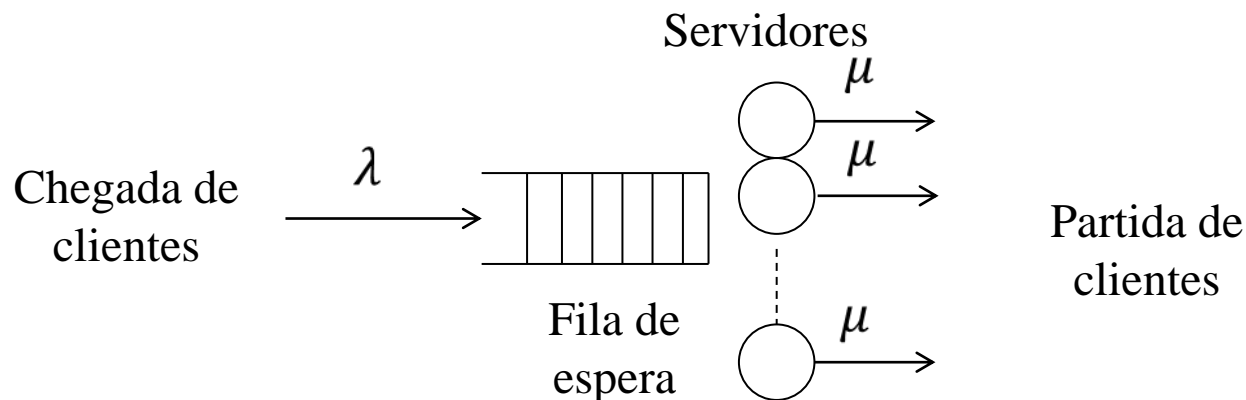 Servidores
μ
λ
μ
Chegada de
clientes
Partida de
clientes
Fila de
espera
μ